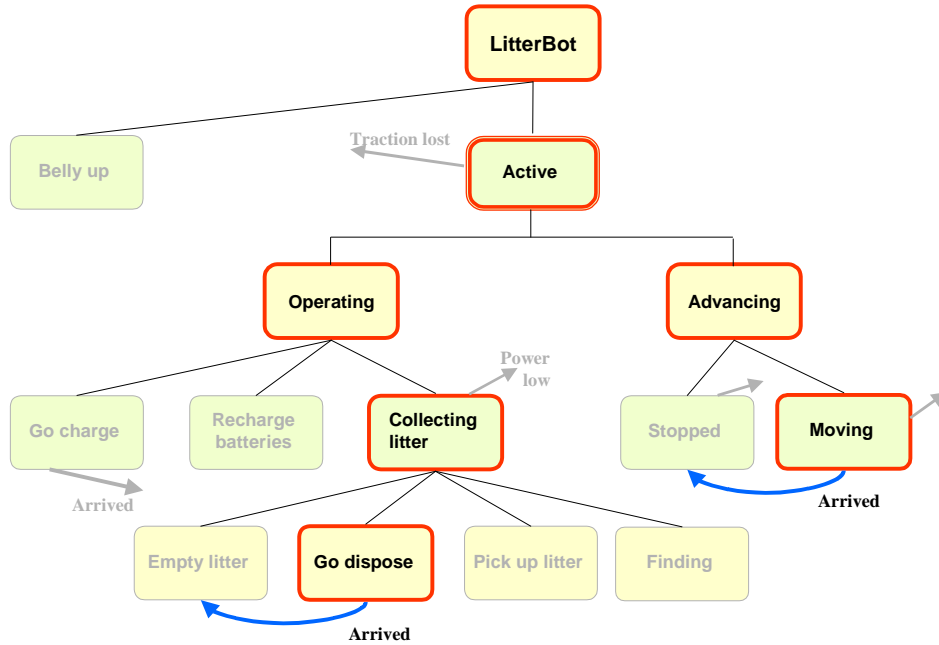 LitterBot
Traction lost
Belly up
Active
Operating
Advancing
Power
low
Go charge
Recharge
batteries
Collecting
litter
Stopped
Moving
Arrived
Arrived
Empty litter
Go dispose
Pick up litter
Finding
Arrived